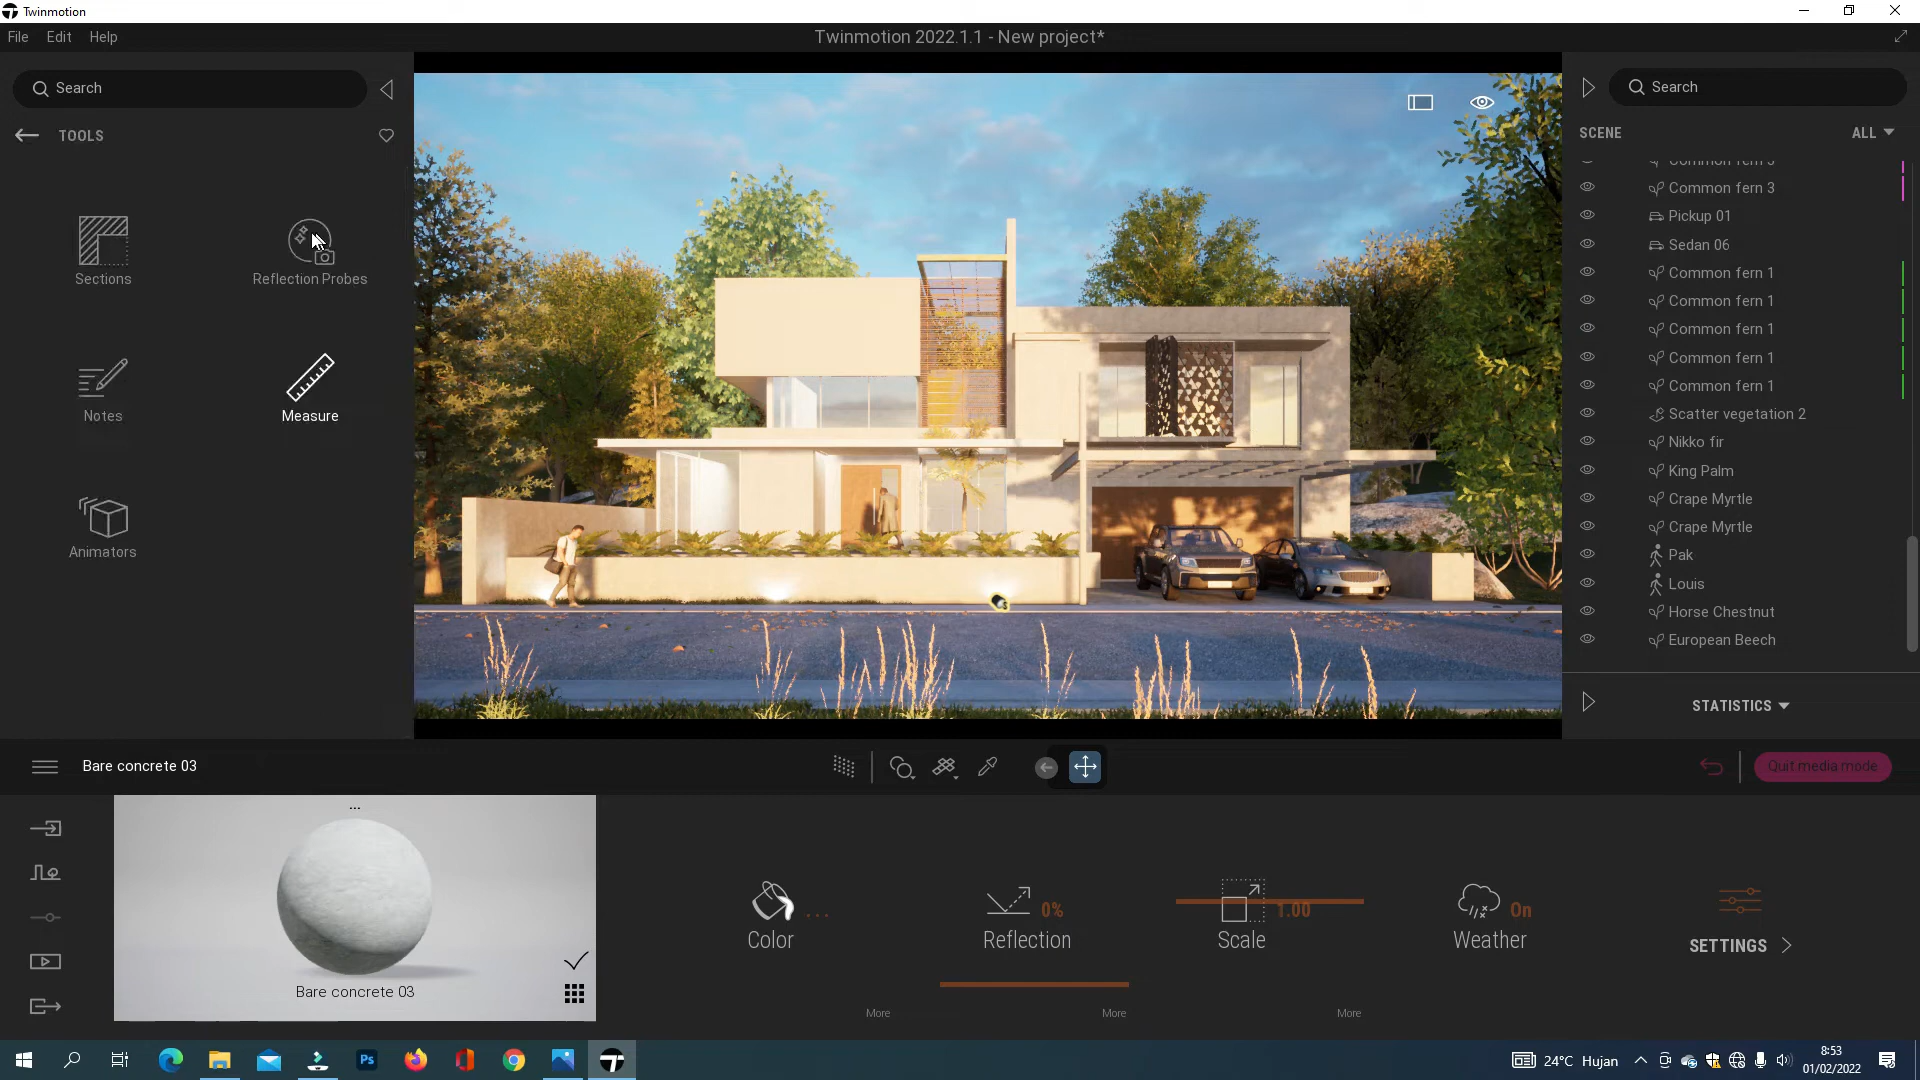 Twinmotion
File Edit Help
Twinmotion 2022.1.1 - New project*
Search
TOOLS
Sections
Reflection Probes
Notes
Measure
Animators
Search
SCENE
ALL
Common fern 3
Common fern 3
Pickup 01
Sedan 06
Common fern 1
Common fern 1
Common fern 1
Common fern 1
Common fern 1
Scatter vegetation 2
Nikko fir
King Palm
Crape Myrtle
Crape Myrtle
Pak
Louis
Horse Chestnut
European Beech
STATISTICS
Bare concrete 03
Quit media mode
...
Bare concrete 03
...
Color
More
0%
Reflection
More
1.00
Scale
More
On
Weather
SETTINGS
Ps
24°C Hujan
8:53
01/02/2022